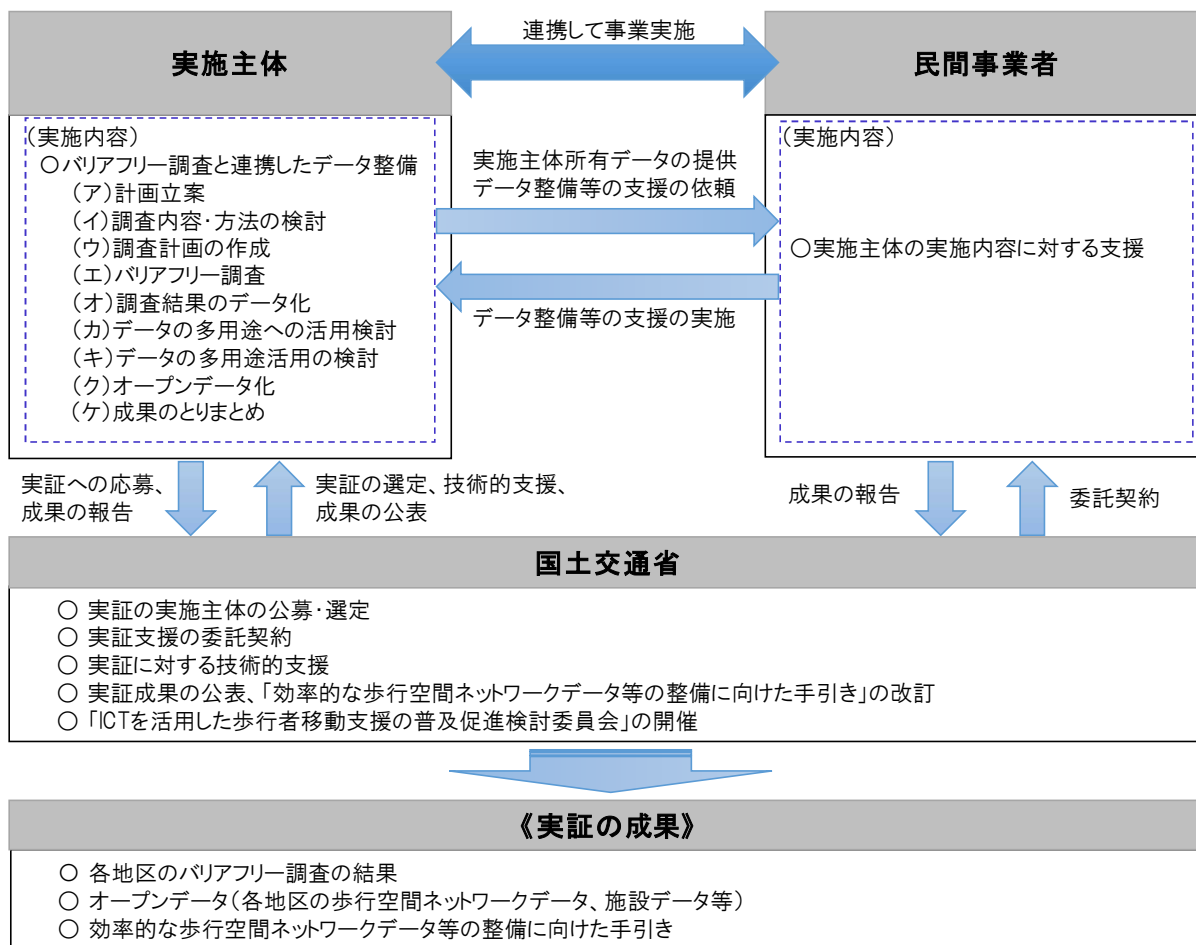 連携して事業実施
実施主体
民間事業者
(実施内容)
〇バリアフリー調査と連携したデータ整備
(ア)計画立案
(イ)調査内容・方法の検討
(ウ)調査計画の作成
(エ)バリアフリー調査
(オ)調査結果のデータ化
(カ)データの多用途への活用検討
(キ)データの多用途活用の検討
(ク)オープンデータ化
(ケ)成果のとりまとめ
実施主体所有データの提供
データ整備等の支援の依頼
データ整備等の支援の実施
(実施内容)
〇実施主体の実施内容に対する支援
実証への応募、
成果の報告
実証の選定、技術的支援、
成果の公表
成果の報告
委託契約
国土交通省
〇 実証の実施主体の公募・選定
〇 実証支援の委託契約
〇 実証に対する技術的支援
〇 実証成果の公表、「効率的な歩行空間ネットワークデータ等の整備に向けた手引き」の改訂
〇 「ICTを活用した歩行者移動支援の普及促進検討委員会」の開催
《実証の成果》
〇 各地区のバリアフリー調査の結果
〇 オープンデータ(各地区の歩行空間ネットワークデータ、施設データ等)
〇 効率的な歩行空間ネットワークデータ等の整備に向けた手引き